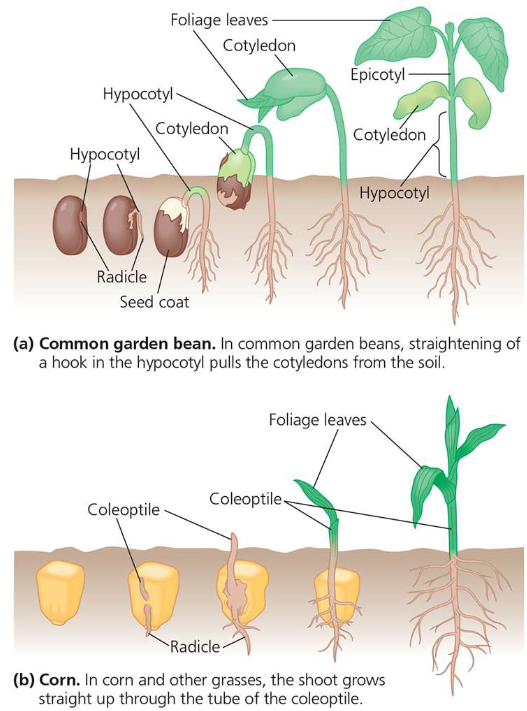 Foliage leaves
Cotyledon
Epicotyl
Hypocotyl
Cotyledon
Cotyledon
Hypocotyl
Hypocotyl
Radicle
Seed coat
(a) Common garden bean. In common garden beans, straightening of
a hook in the hypocotyl pulls the cotyledons from the soil.
Foliage leaves
Coleoptile
Coleoptile
Radicle
(b) Corn. In corn and other grasses, the shoot grows
straight up through the tube of the coleoptile.